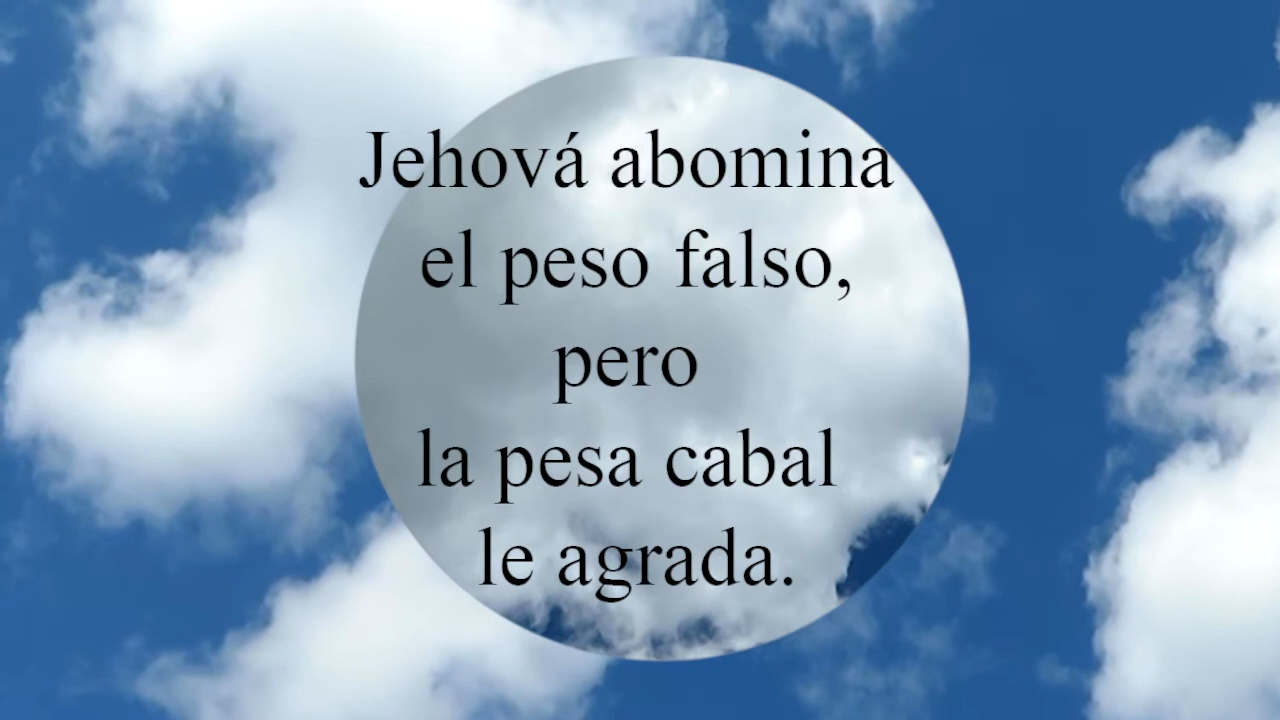 Jehová abomina
el peso falso,
pero
la pesa cabal
le agrada.